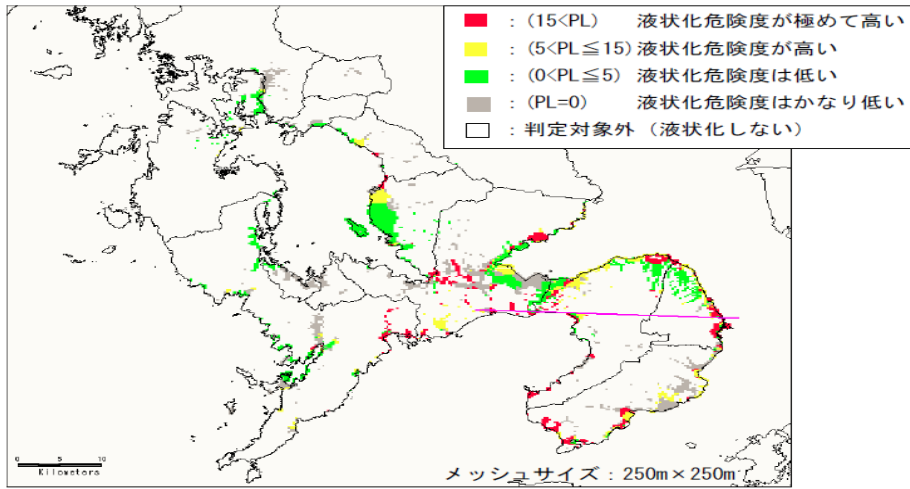 ：(15<PL) 液状化危険度が極めて高い
：(5<PL≦15) 液状化危険度が高い
：(0<PL≦5) 液状化危険度は低い
：(PL=0) 液状化危険度はかなり低い
：判定対象外（液状化しない）
0 5 10
Kilometers
メッシュサイズ：250m×250m